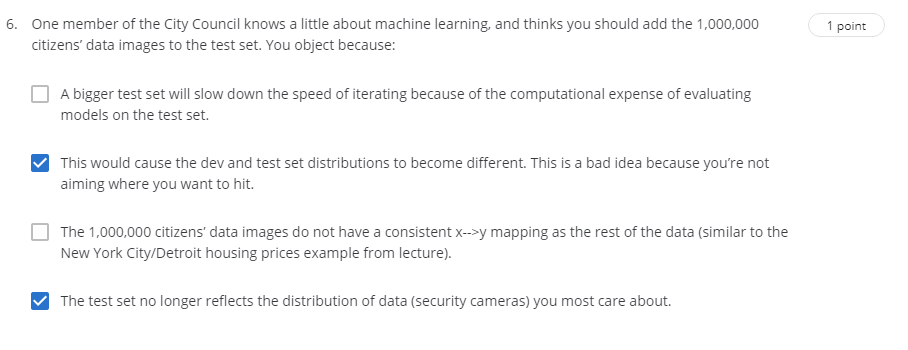 6. One member of the City Council knows a little about machine learning, and thinks you should add the 1,000,000
1 point
citizens' data images to the test set. You object because:
A bigger test set will slow down the speed of iterating because of the computational expense of evaluating
models on the test set.
This would cause the dev and test set distributions to become different. This is a bad idea because you're not
aiming where you want to hit.
The 1,000,000 citizens' data images do not have a consistent x-->y mapping as the rest of the data (similar to the
New York City/Detroit housing prices example from lecture).
The test set no longer reflects the distribution of data (security cameras) you most care about.